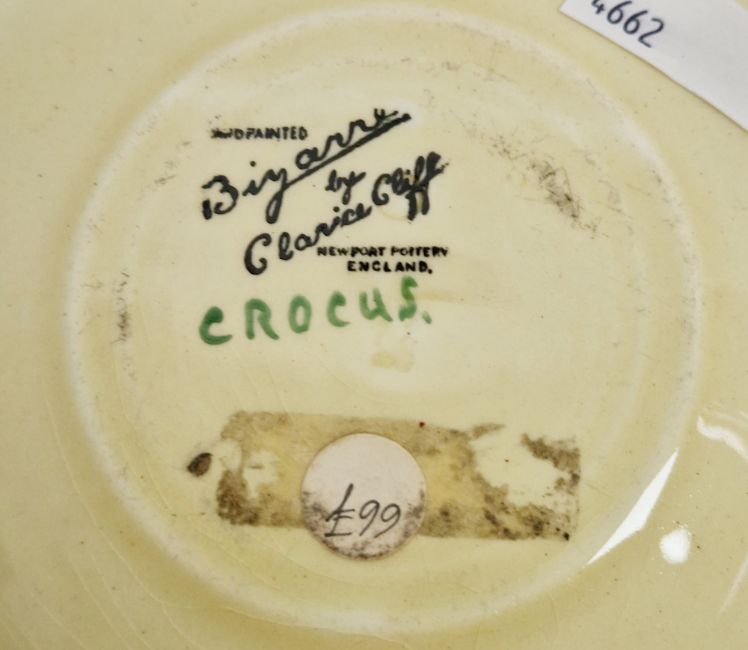 4662
HANDPAINTED
Bizarre
by
Clarice Cliff
NEWPORT POTTERY
ENGLAND.
CROCUS.
£99